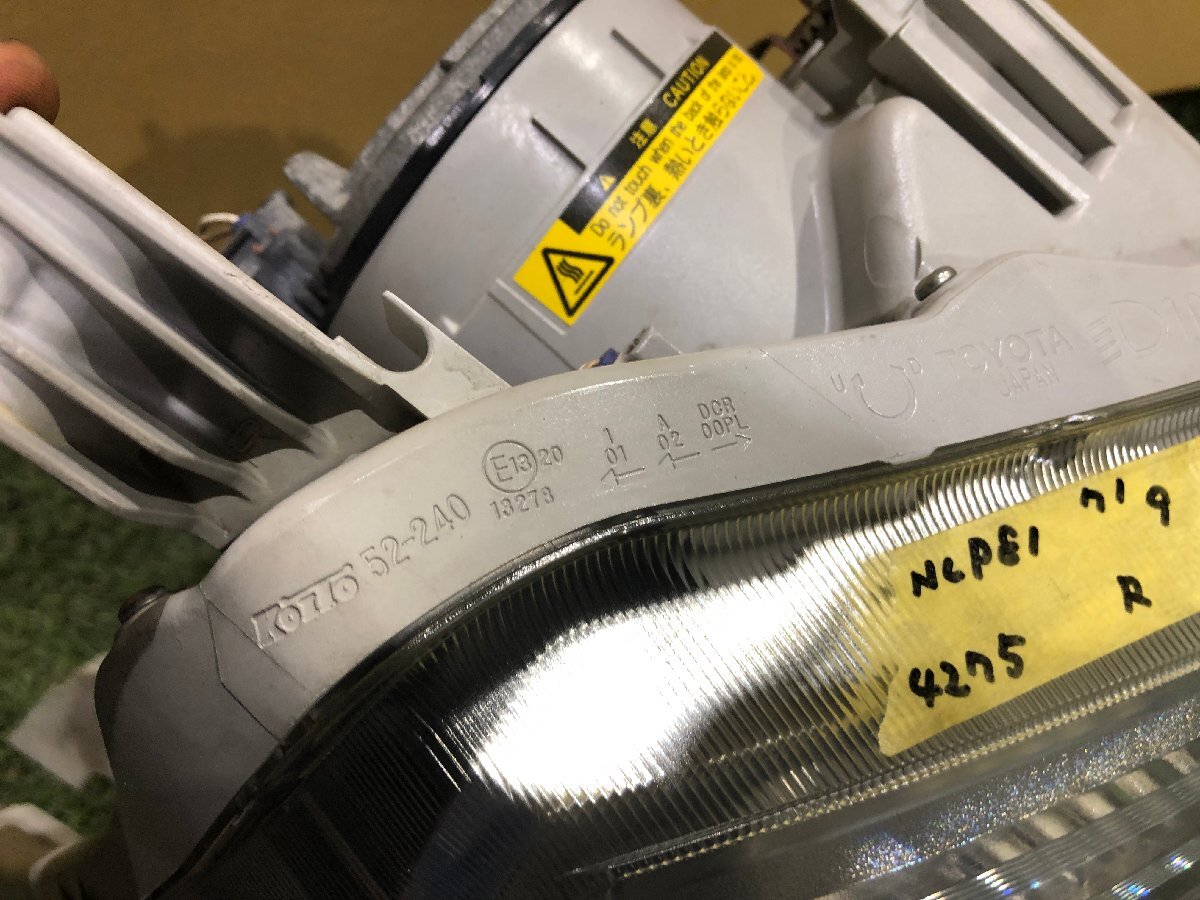 注意 CAUTION
Do not touch when the back of the lamp is hot
ランプ裏、熱いとき触らないこと
TOYOTA
JAPAN
U D
E13 20
13273
1
01
A
02
DCR
00PL
KOITO 52-240
NCP81
4275
R